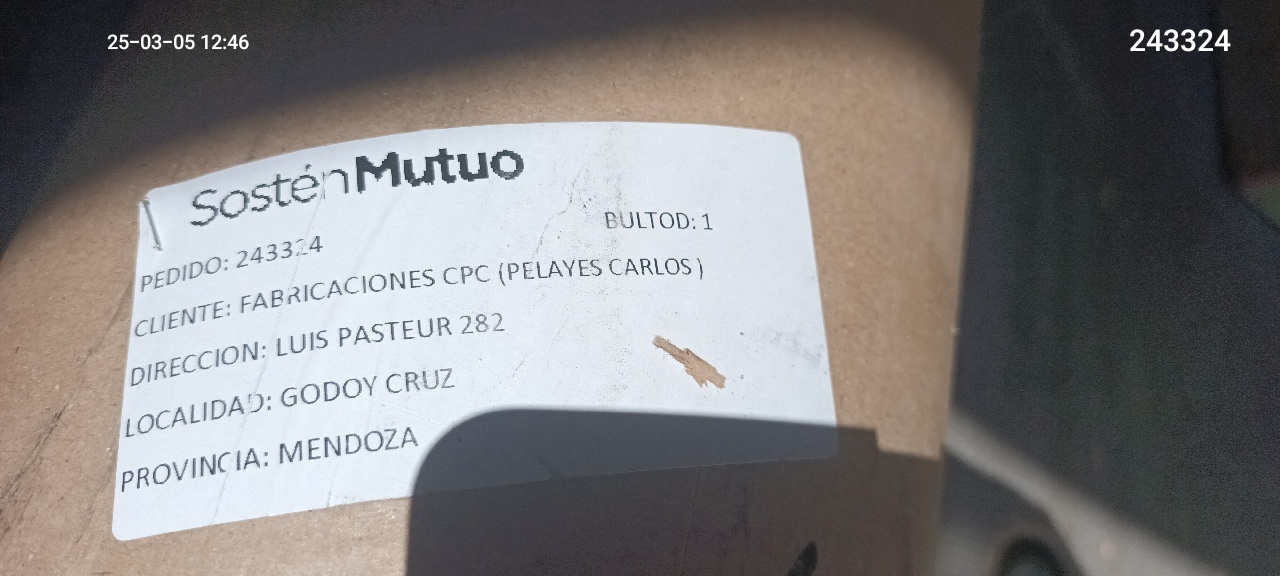 25-03-05 12:46
243324
SosténMutuo
BULTOD: 1
PEDIDO: 243324
CLIENTE: FABRICACIONES CPC (PELAYES CARLOS)
DIRECCION: LUIS PASTEUR 282
LOCALIDAD: GODOY CRUZ
PROVINCIA: MENDOZA